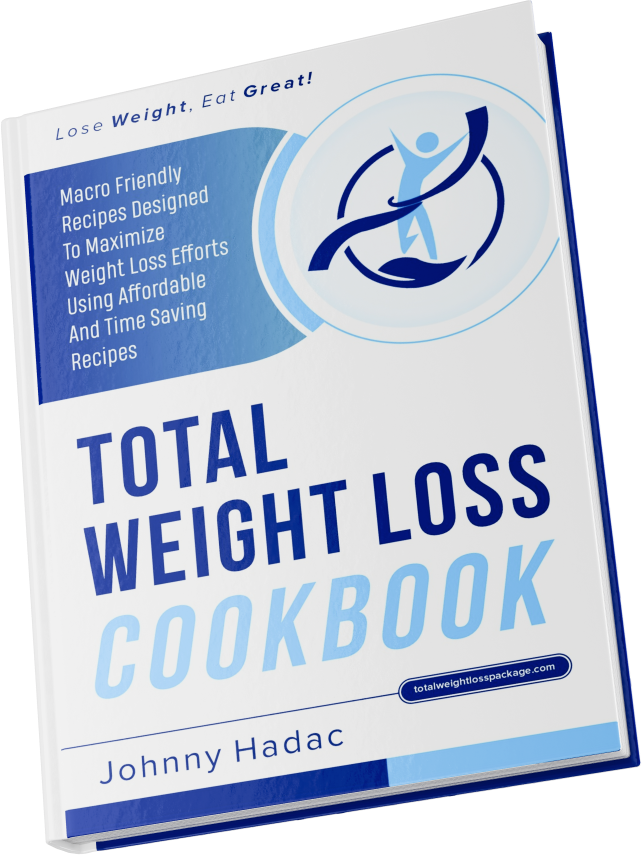 Lose Weight, Eat Great!
Macro Friendly
Recipes Designed
To Maximize
Weight Loss Efforts
Using Affordable
And Time Saving
Recipes
TOTAL
WEIGHT LOSS
COOKBOOK
totalweightlosspackage.com
Johnny Hadac